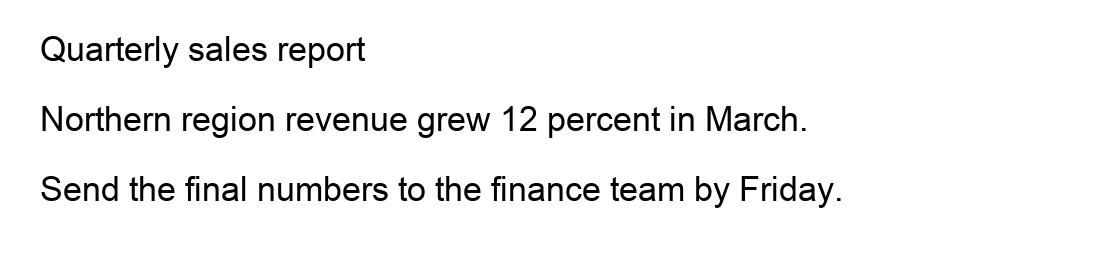 Quarterly sales report
Northern region revenue grew 12 percent in March.
Send the final numbers to the finance team by Friday.